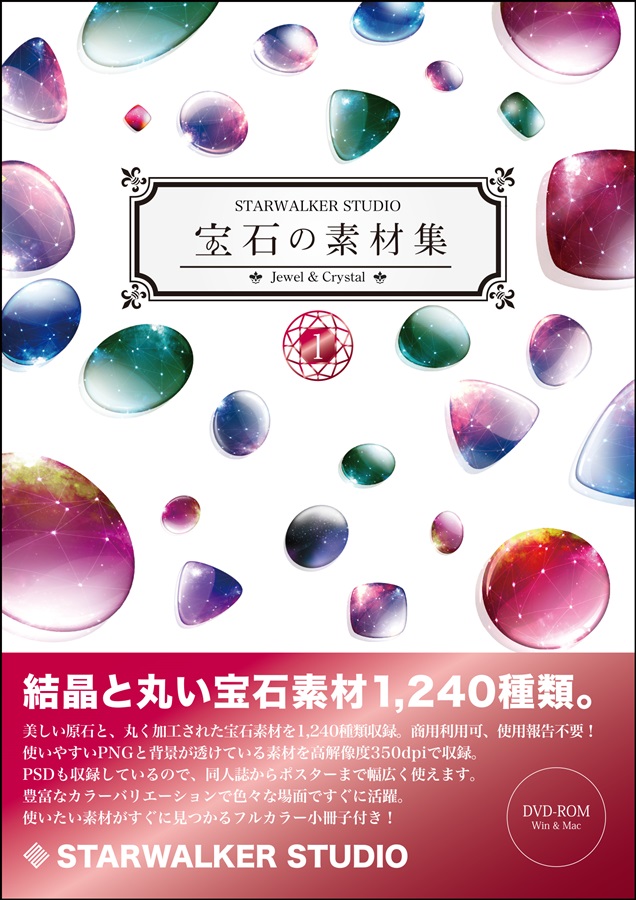 STARWALKER STUDIO
宝石の素材集
Jewel & Crystal
1
結晶と丸い宝石素材1,240種類。
美しい原石と、丸く加工された宝石素材を1,240種類収録。商用利用可、使用報告不要！
使いやすいPNGと背景が透けている素材を高解像度350dpiで収録。
PSDも収録しているので、同人誌からポスターまで幅広く使えます。
豊富なカラーバリエーションで色々な場面ですぐに活躍。
使いたい素材がすぐに見つかるフルカラー小冊子付き！
DVD-ROM
Win & Mac
STARWALKER STUDIO